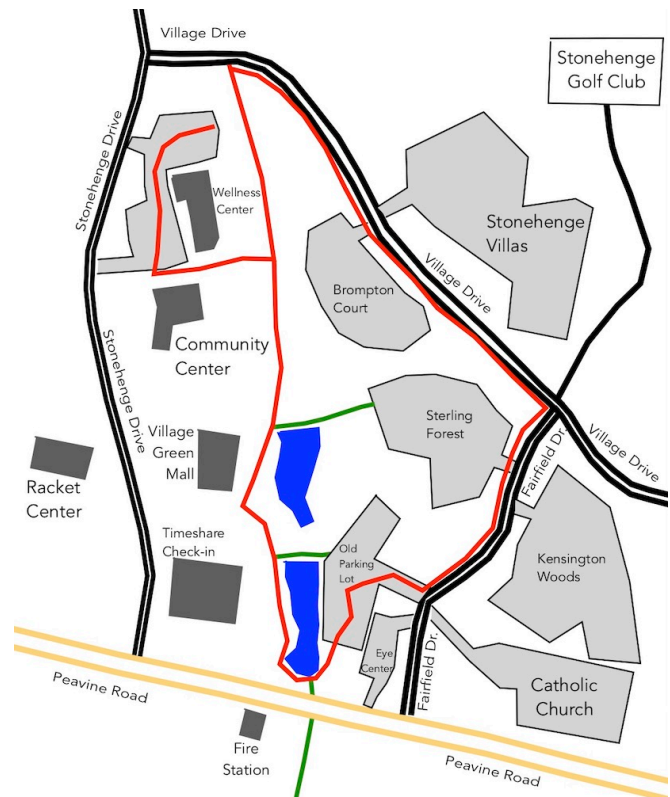 Village Drive
Stonehenge
Golf Club
Stonehenge Drive
Wellness
Center
Stonehenge
Villas
Brompton
Court
Village Drive
Community
Center
Stonehenge Drive
Sterling
Forest
Village
Green
Mall
Village Drive
Fairfield Dr.
Racket
Center
Timeshare
Check-in
Old
Parking
Lot
Kensington
Woods
Eye
Center
Fairfield Dr.
Catholic
Church
Peavine Road
Fire
Station
Peavine Road